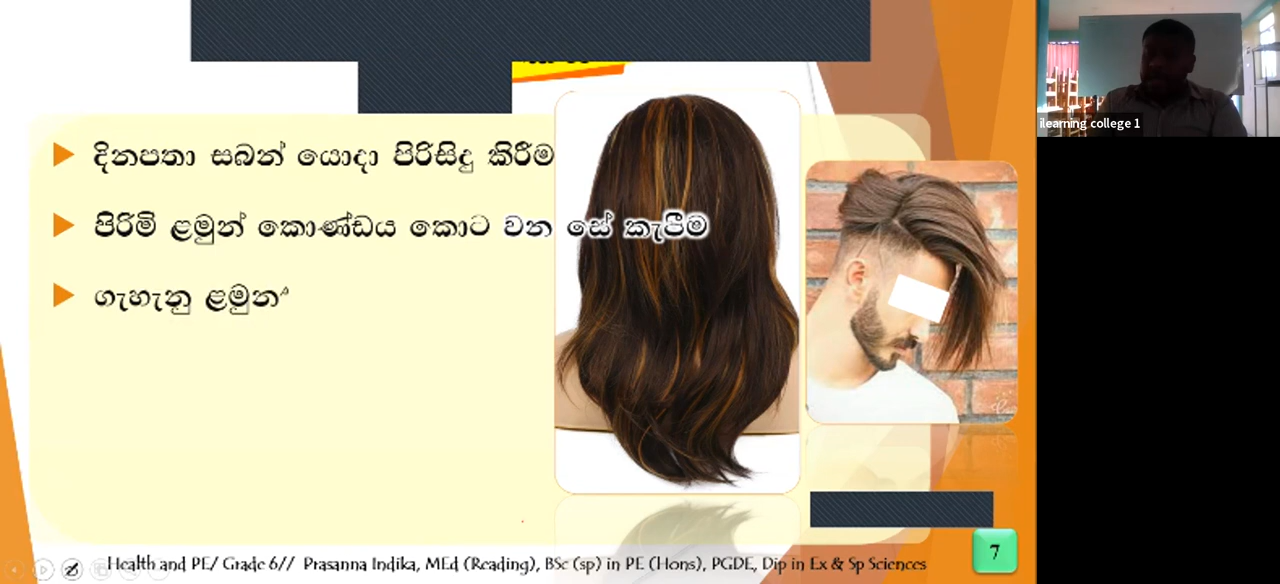 දිනපතා සබන් යොදා පිරිසිදු කිරීම
පිරිමි ළමුන් කොණ්ඩය කොට වන සේ කැපීම
ගැහැනු ළමුන
Health and PE/ Grade 6// Prasanna Indika, MEd (Reading), BSc (sp) in PE (Hons), PGDE, Dip in Ex & Sp Sciences
7
ilearning college 1